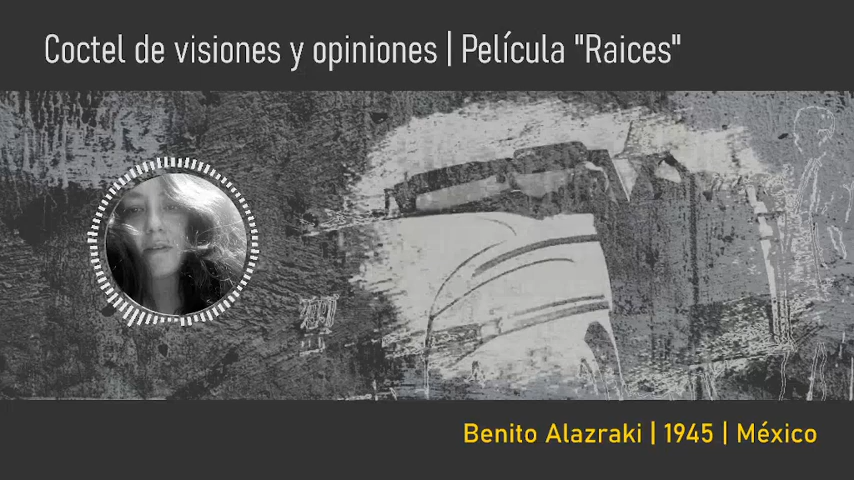 Coctel de visiones y opiniones | Película "Raices"
Benito Alazraki | 1945 | México